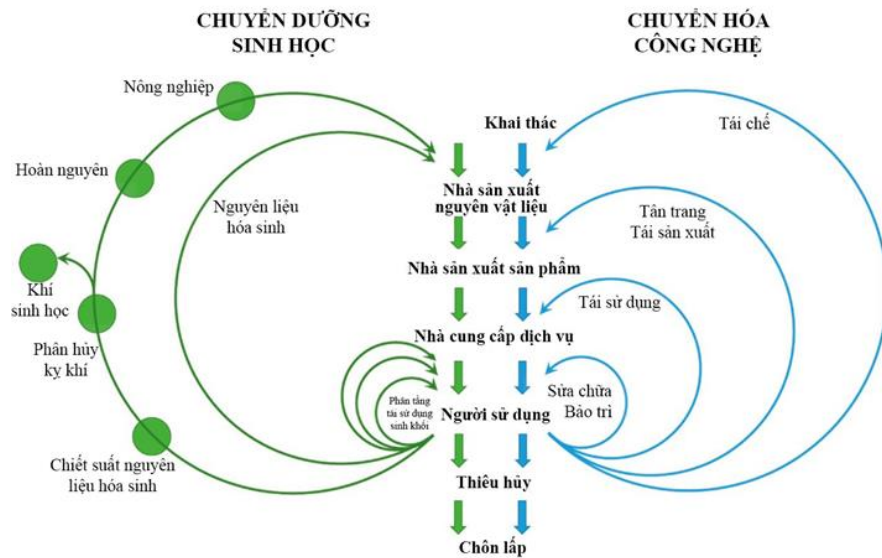 CHUYỂN DƯỠNG
SINH HỌC
CHUYỂN HÓA
CÔNG NGHỆ
Nông nghiệp
Hoàn nguyên
Nguyên liệu
hóa sinh
Khí
sinh học
Phân hủy
kỵ khí
Chiết suất nguyên
liệu hóa sinh
Phân tầng
tái sử dụng
sinh khối
Khai thác
Nhà sản xuất
nguyên vật liệu
Nhà sản xuất sản phẩm
Nhà cung cấp dịch vụ
Người sử dụng
Thiêu hủy
Chôn lấp
Tái chế
Tân trang
Tái sản xuất
Tái sử dụng
Sửa chữa
Bảo trì